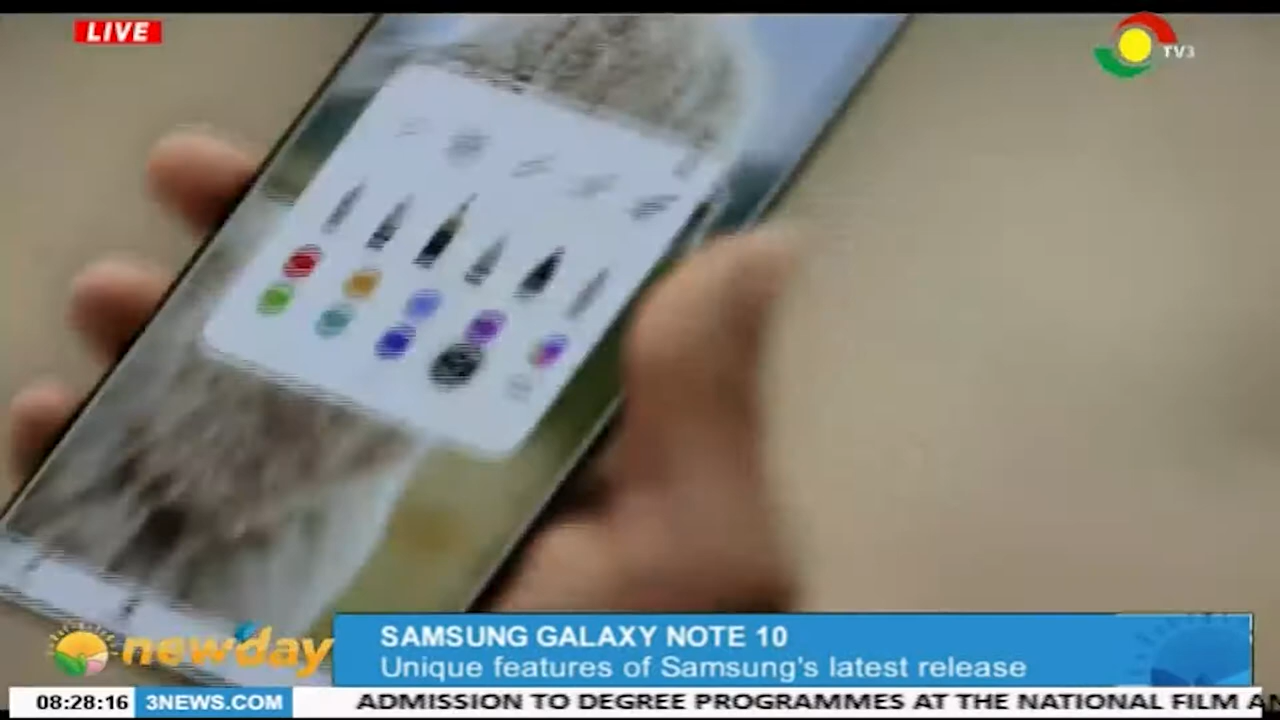 LIVE
TV3
SAMSUNG GALAXY NOTE 10
Unique features of Samsung's latest release
newday
08:28:16 3NEWS.COM ADMISSION TO DEGREE PROGRAMMES AT THE NATIONAL FILM AN